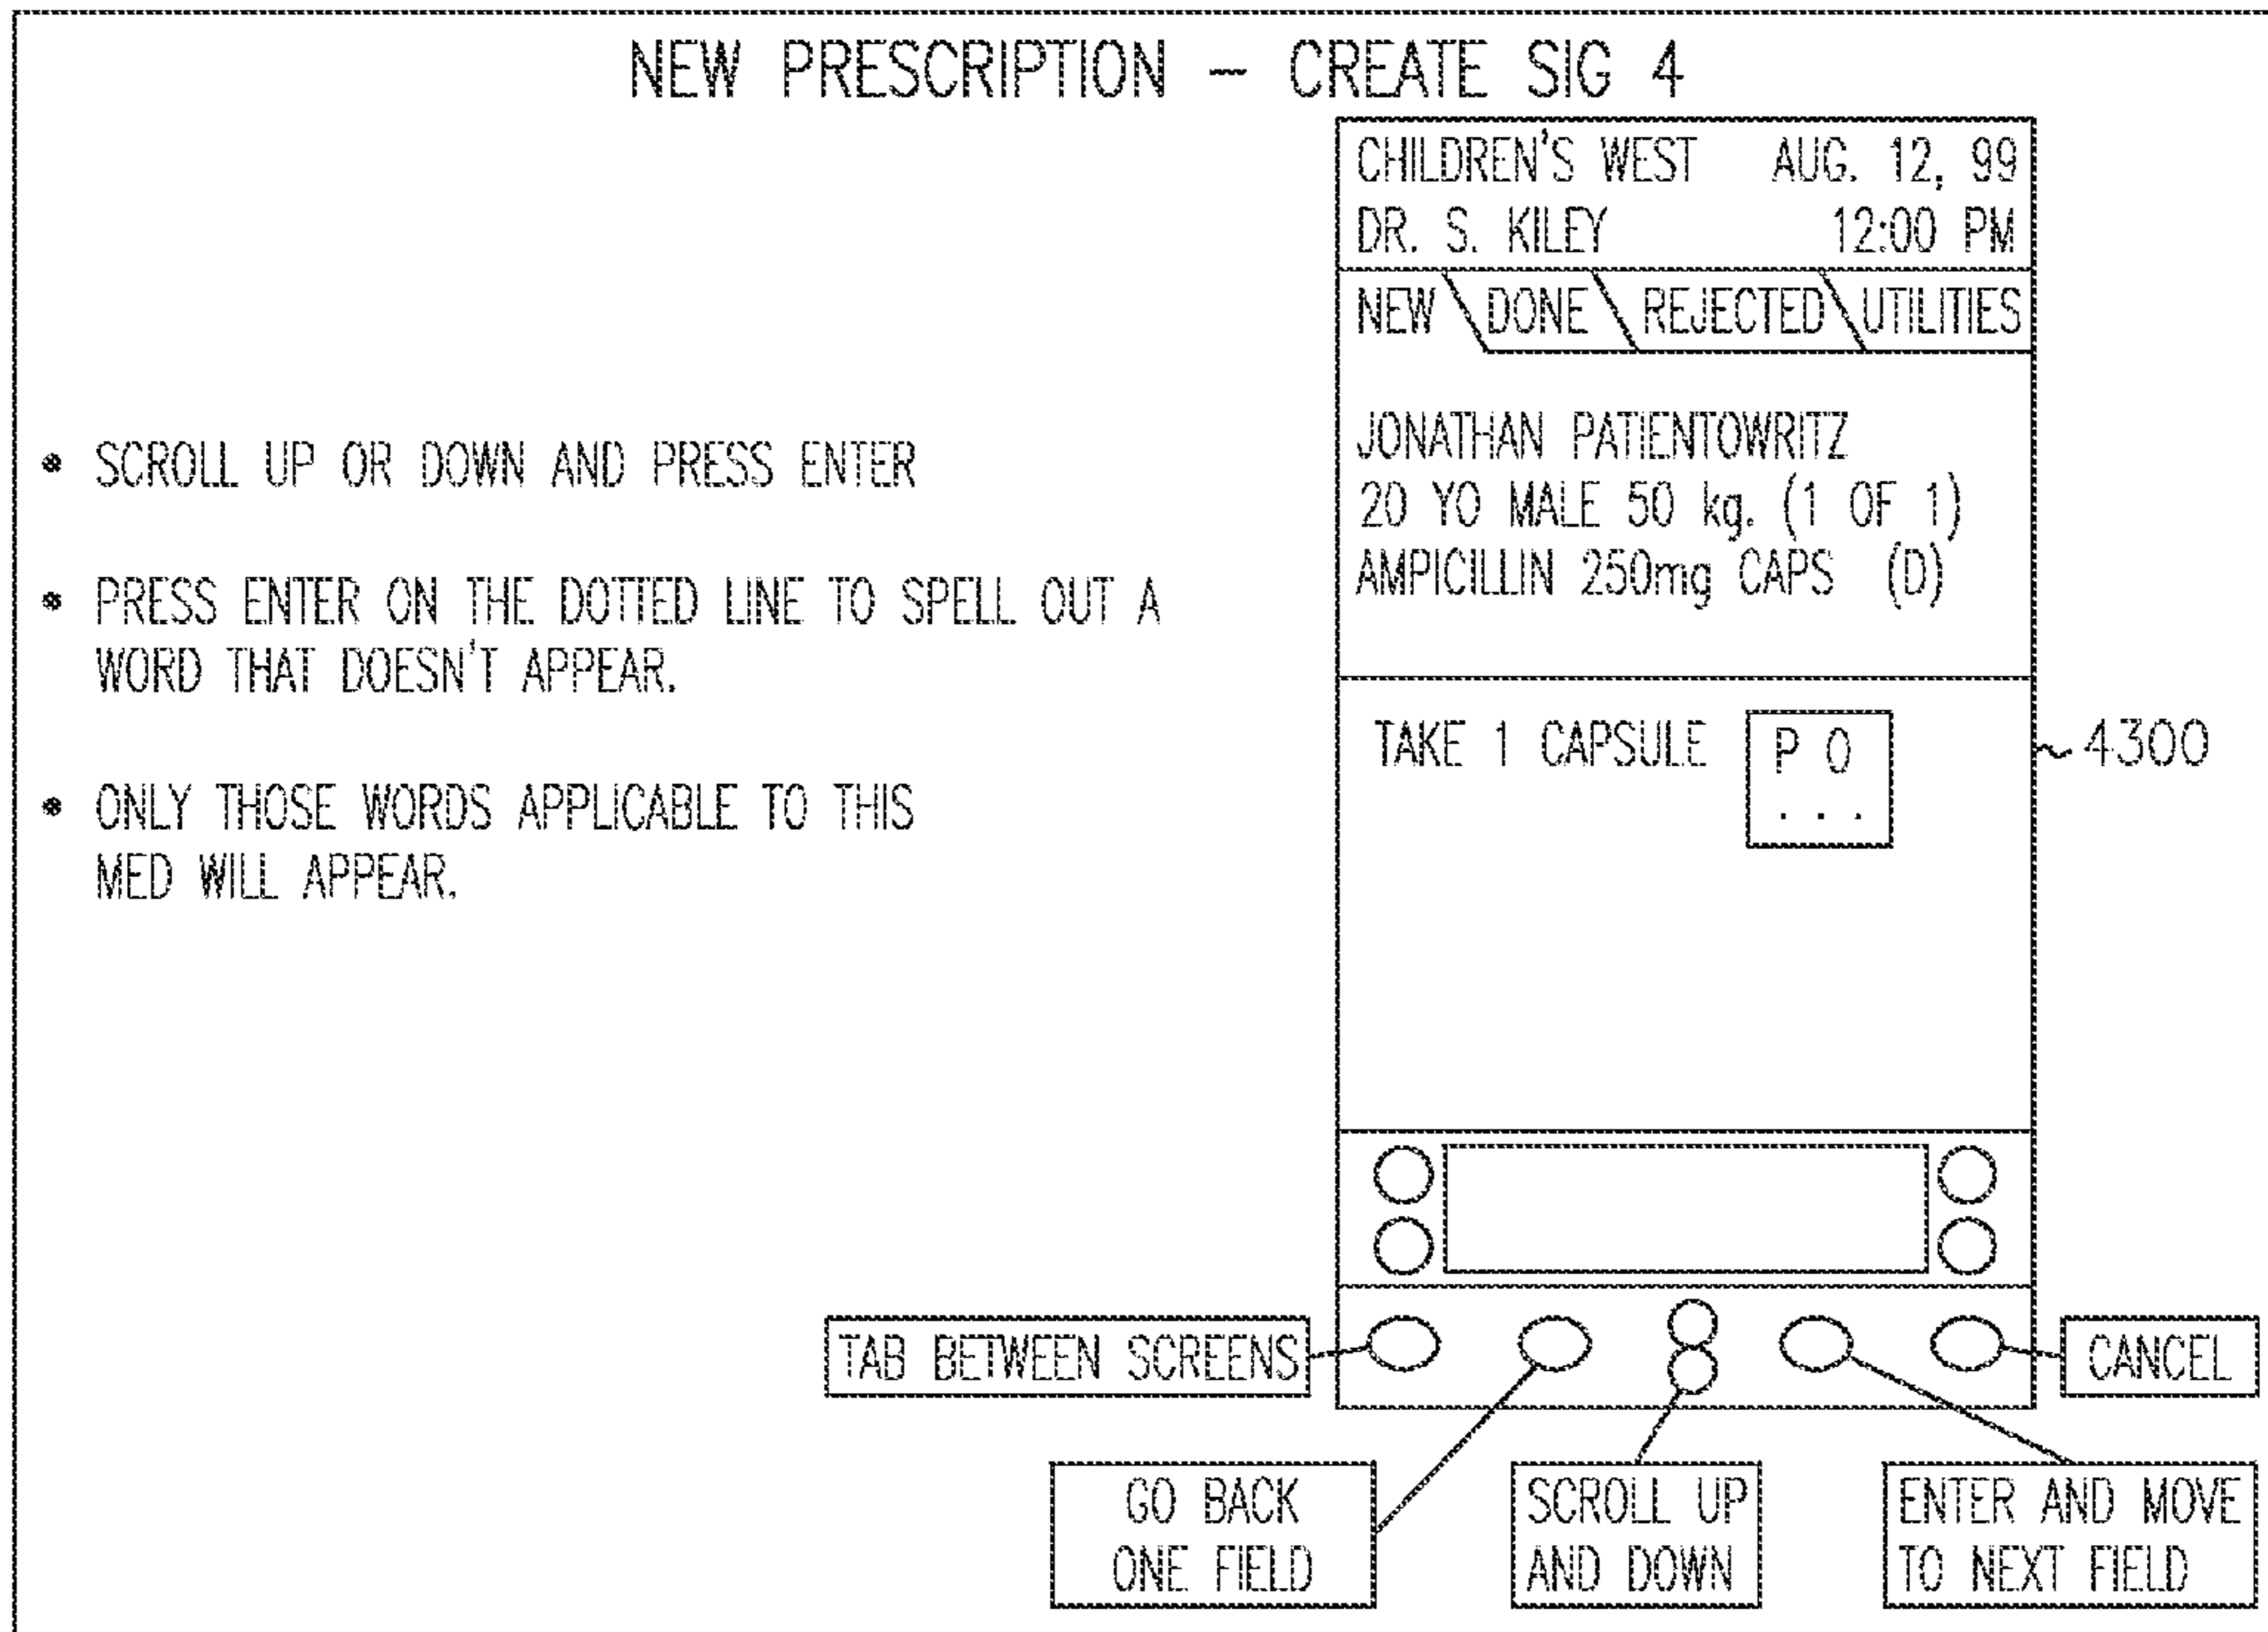 NEW PRESCRIPTION – CREATE SIG 4
• SCROLL UP OR DOWN AND PRESS ENTER
• PRESS ENTER ON THE DOTTED LINE TO SPELL OUT A
WORD THAT DOESN'T APPEAR.
• ONLY THOSE WORDS APPLICABLE TO THIS
MED WILL APPEAR.
CHILDREN'S WEST AUG. 12, 99
DR. S. KILEY 12:00 PM
NEW DONE REJECTED UTILITIES
JONATHAN PATIENTOWRITZ
20 YO MALE 50 kg. (1 OF 1)
AMPICILLIN 250mg CAPS (D)
TAKE 1 CAPSULE P O
. . .
4300
TAB BETWEEN SCREENS
CANCEL
GO BACK
ONE FIELD
SCROLL UP
AND DOWN
ENTER AND MOVE
TO NEXT FIELD